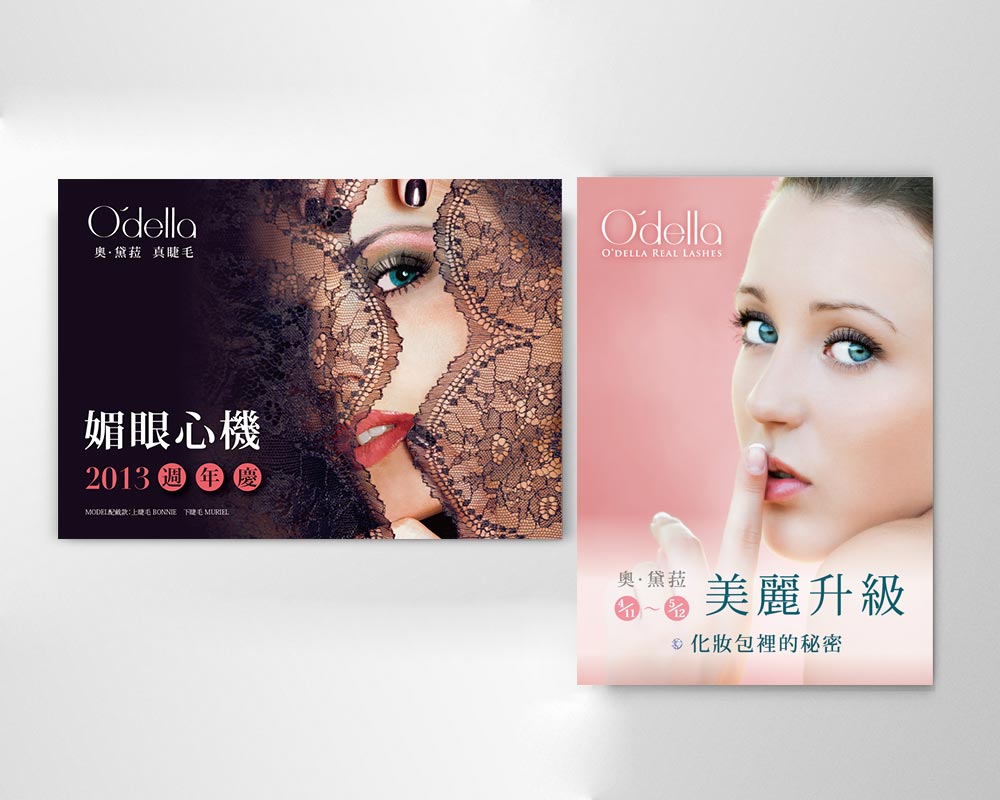 O'della
奧·黛菈 真睫毛
媚眼心機
2013 週年慶
MODEL配戴款：上睫毛 BONNIE 下睫毛 MURIEL
O'della
O'DELLA REAL LASHES
奧·黛菈
4/11～5/12
美麗升級
化妝包裡的秘密